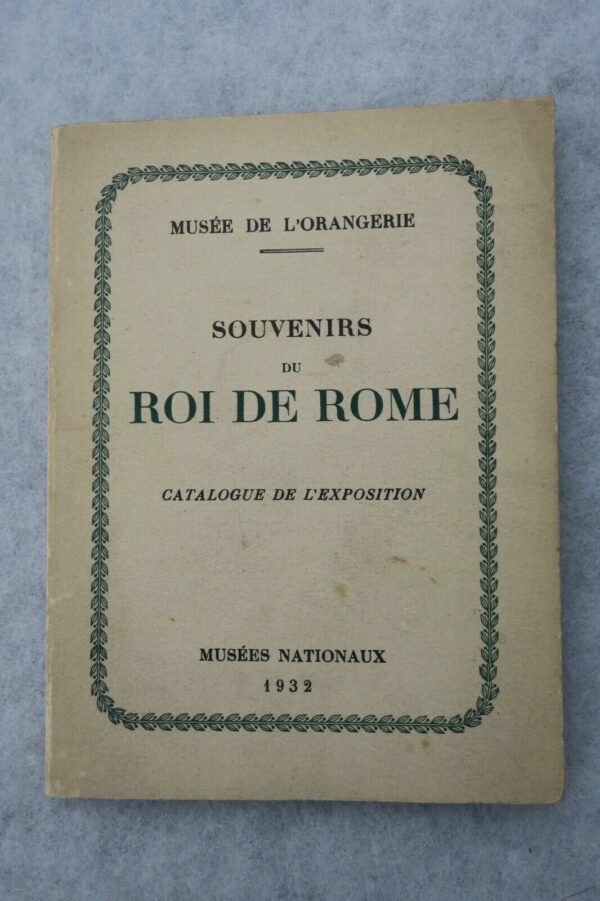 MUSÉE DE L'ORANGERIE
SOUVENIRS
DU
ROI DE ROME
CATALOGUE DE L'EXPOSITION
MUSÉES NATIONAUX
1932